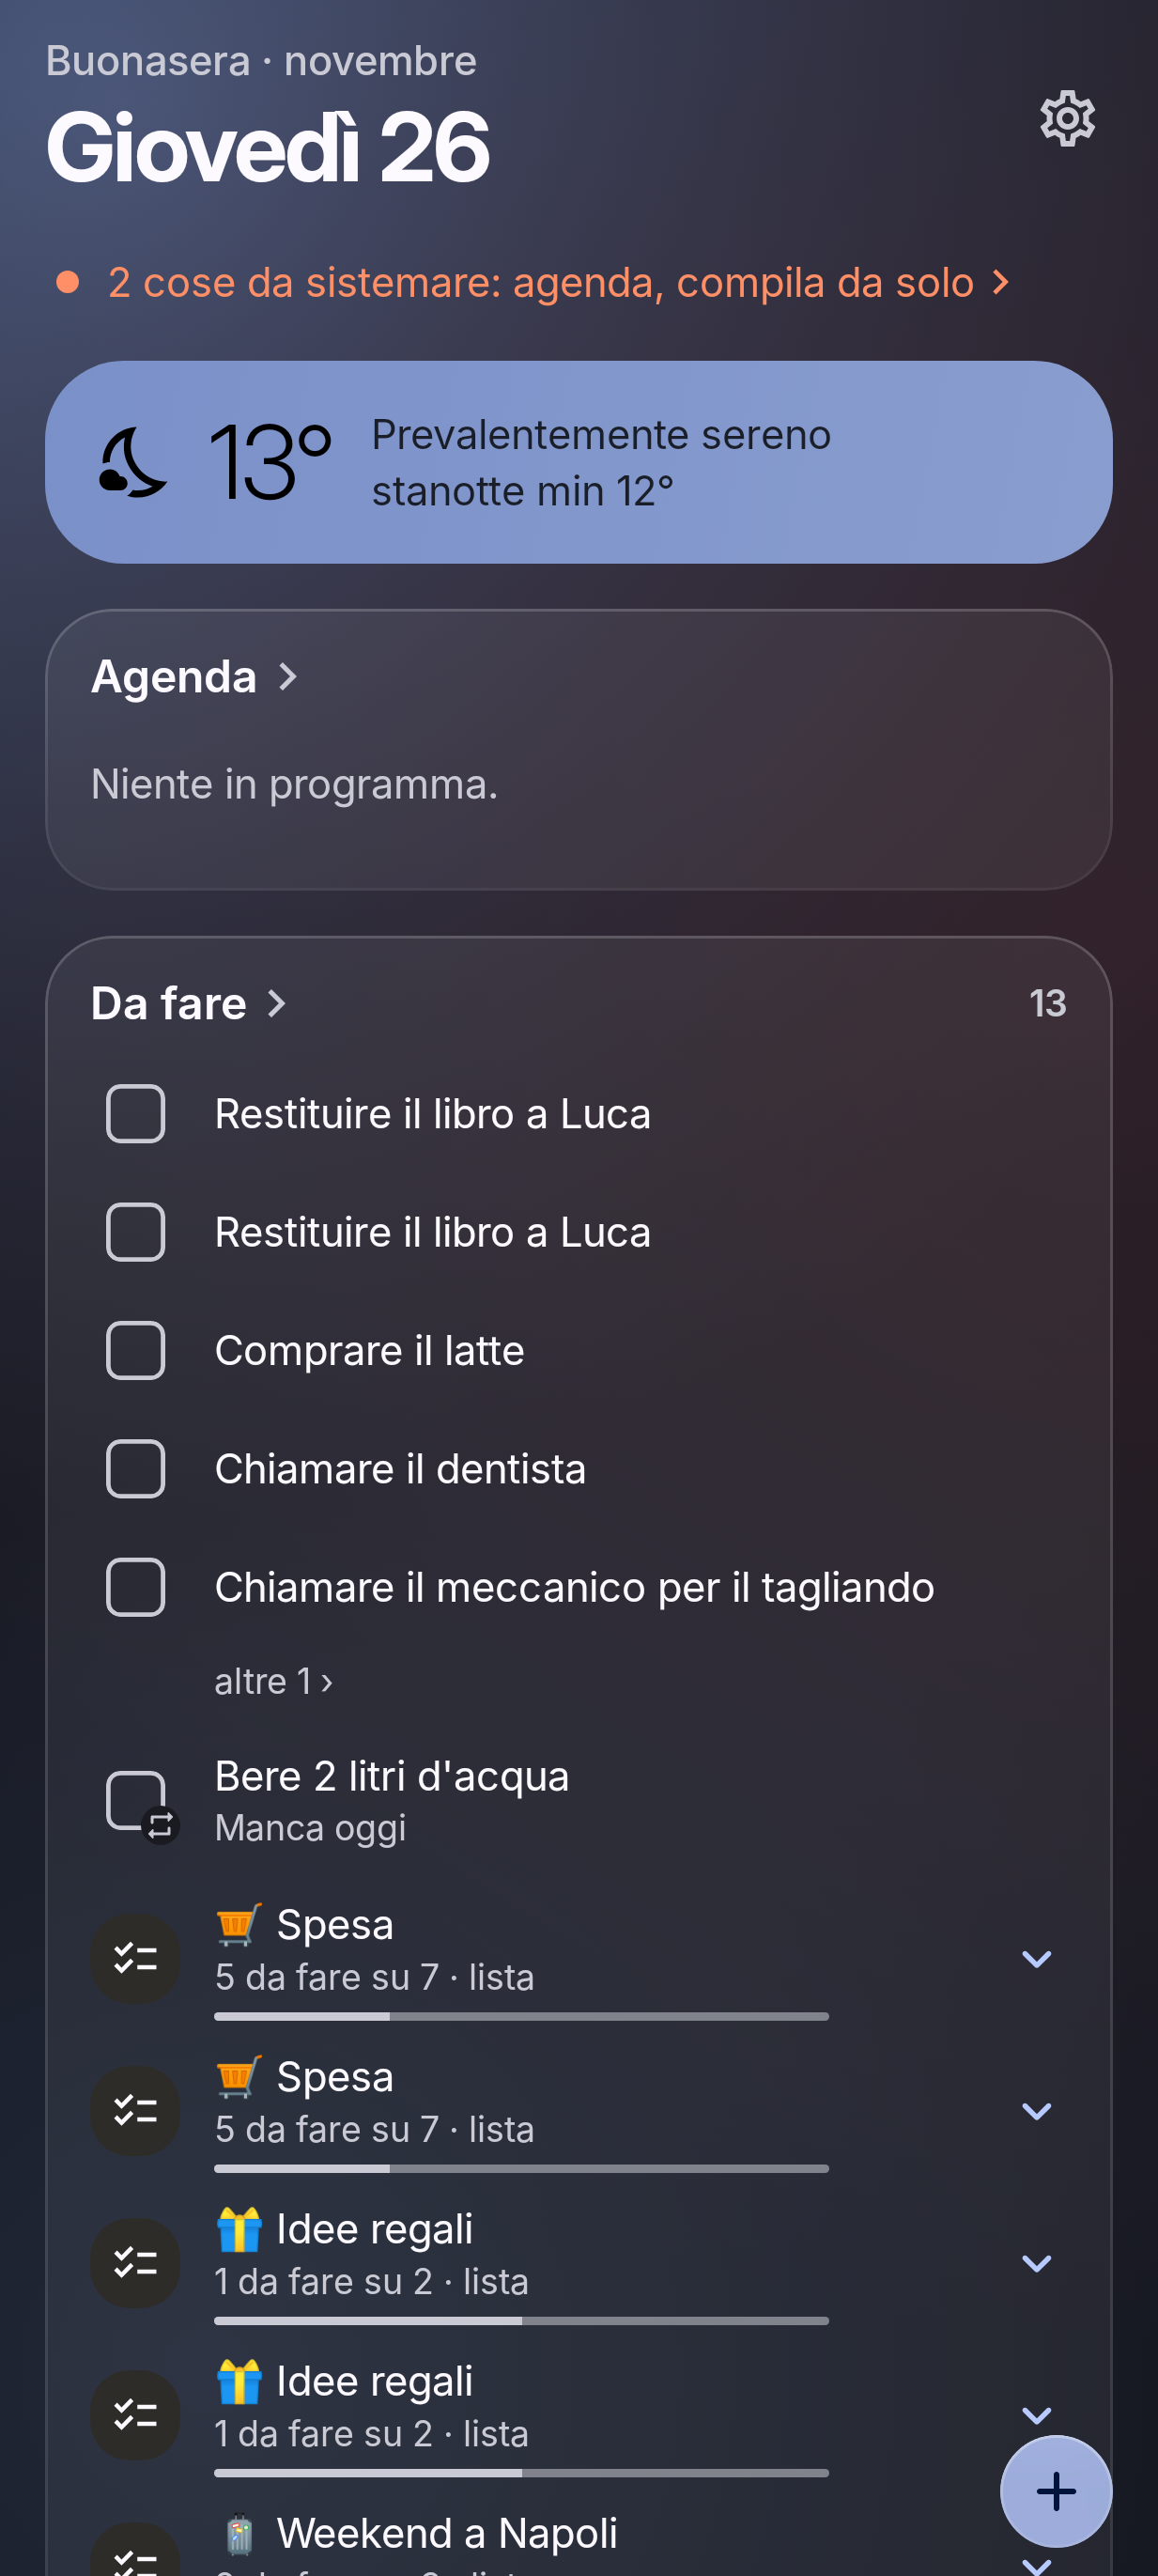 Buonasera · novembre
Giovedì 26
2 cose da sistemare: agenda, compila da solo
13°
Prevalentemente sereno
stanotte min 12°
Agenda
Niente in programma.
Da fare
13
Restituire il libro a Luca
Restituire il libro a Luca
Comprare il latte
Chiamare il dentista
Chiamare il meccanico per il tagliando
altre 1 ›
Bere 2 litri d'acqua
Manca oggi
🛒 Spesa
5 da fare su 7 · lista
🛒 Spesa
5 da fare su 7 · lista
🎁 Idee regali
1 da fare su 2 · lista
🎁 Idee regali
1 da fare su 2 · lista
🧳 Weekend a Napoli